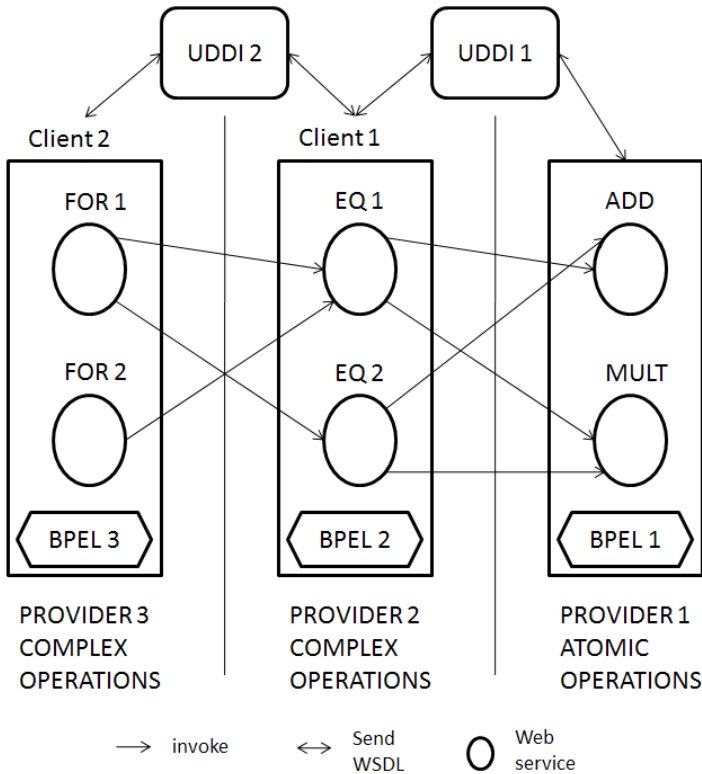 UDDI 2
UDDI 1
Client 2
Client 1
FOR 1
EQ 1
ADD
FOR 2
EQ 2
MULT
BPEL 3
BPEL 2
BPEL 1
PROVIDER 3
COMPLEX
OPERATIONS
PROVIDER 2
COMPLEX
OPERATIONS
PROVIDER 1
ATOMIC
OPERATIONS
invoke
Send
WSDL
Web
service